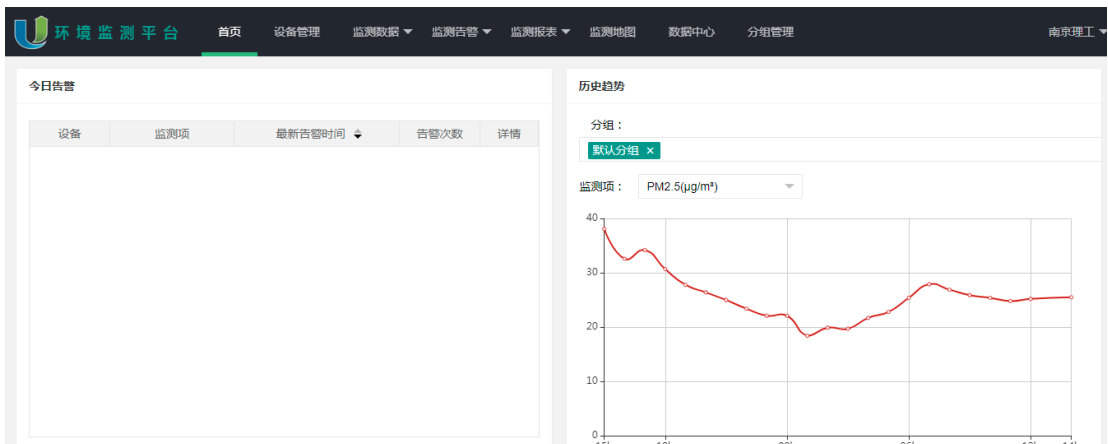 环境监测平台 首页 设备管理 监测数据 监测告警 监测报表 监测地图 数据中心 分组管理 南京理工
今日告警
设备 监测项 最新告警时间 告警次数 详情
历史趋势
分组：
默认分组 ×
监测项： PM2.5(μg/m³)
40
30
20
10
0